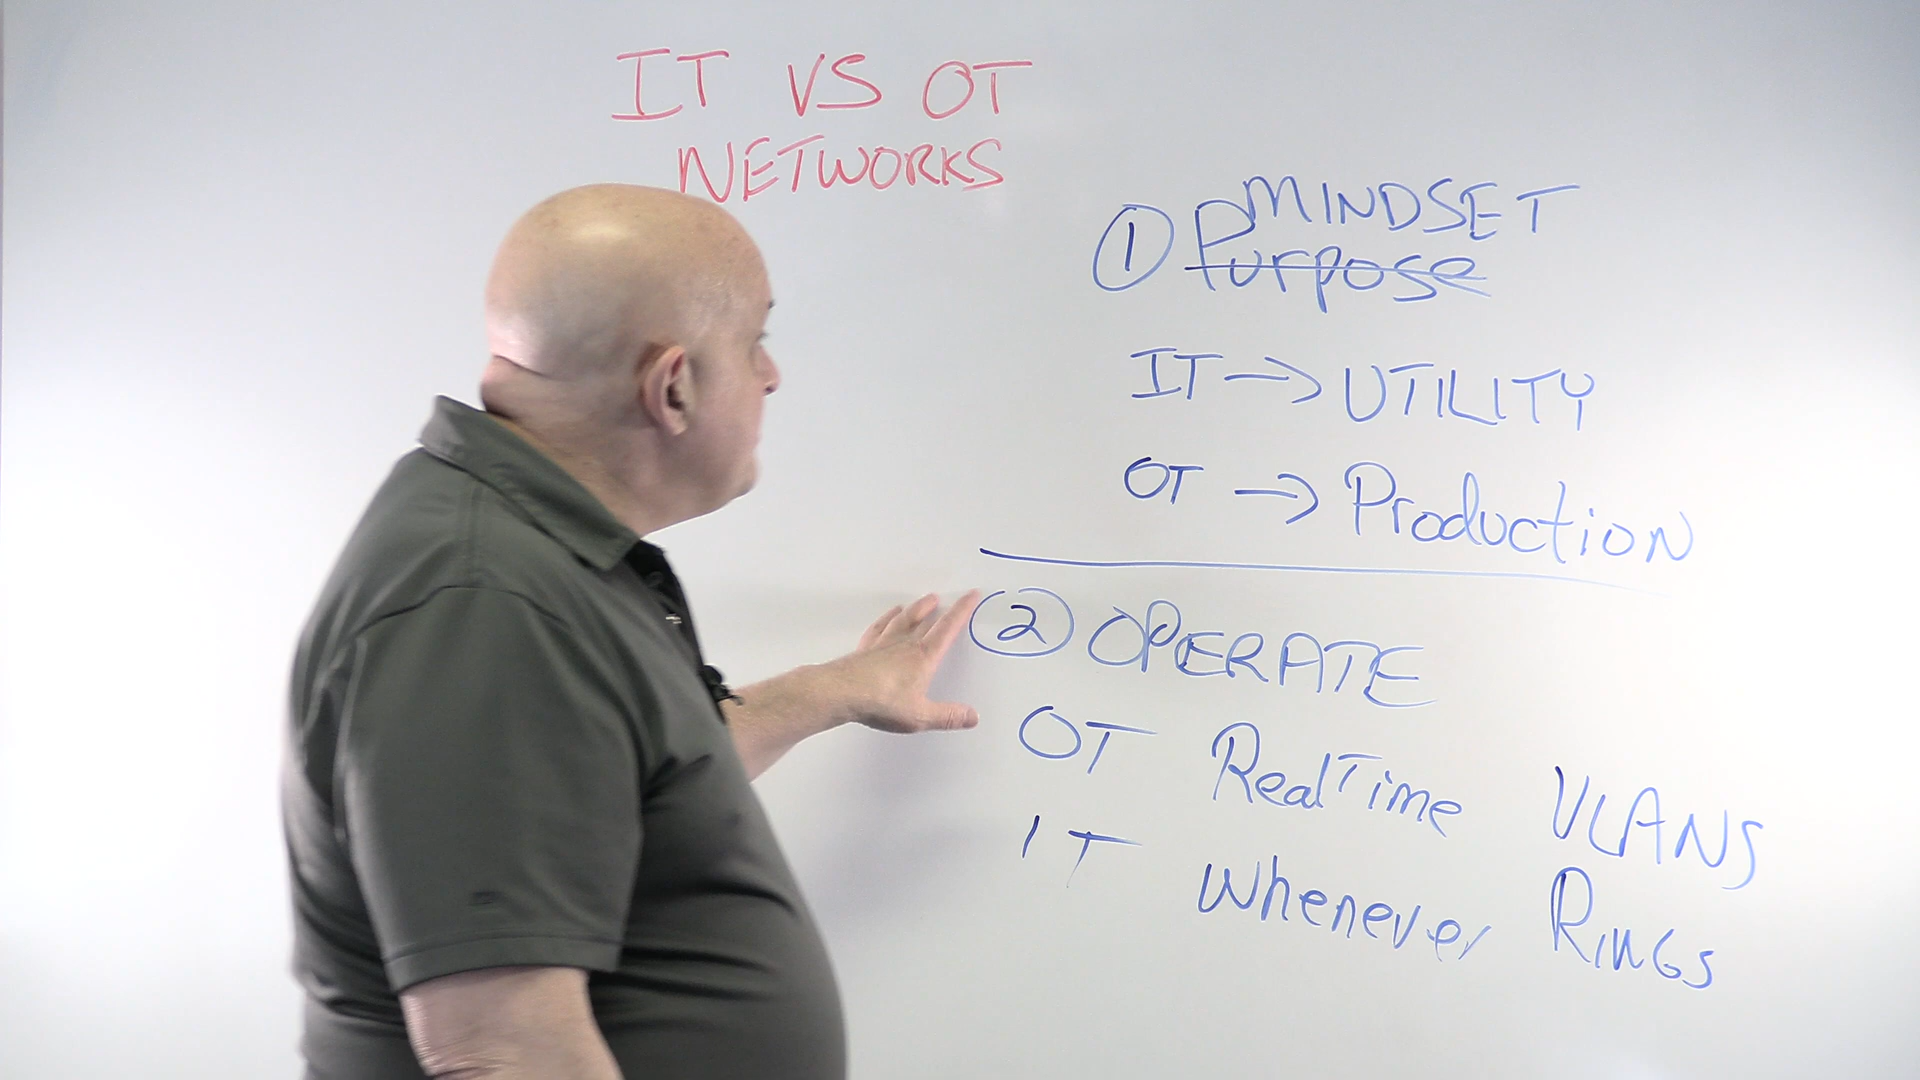 IT VS OT
NETWORKS
① MINDSET
Purpose
IT → UTILITY
OT → Production
② OPERATE
OT RealTime VLANS
IT Whenever RINGS